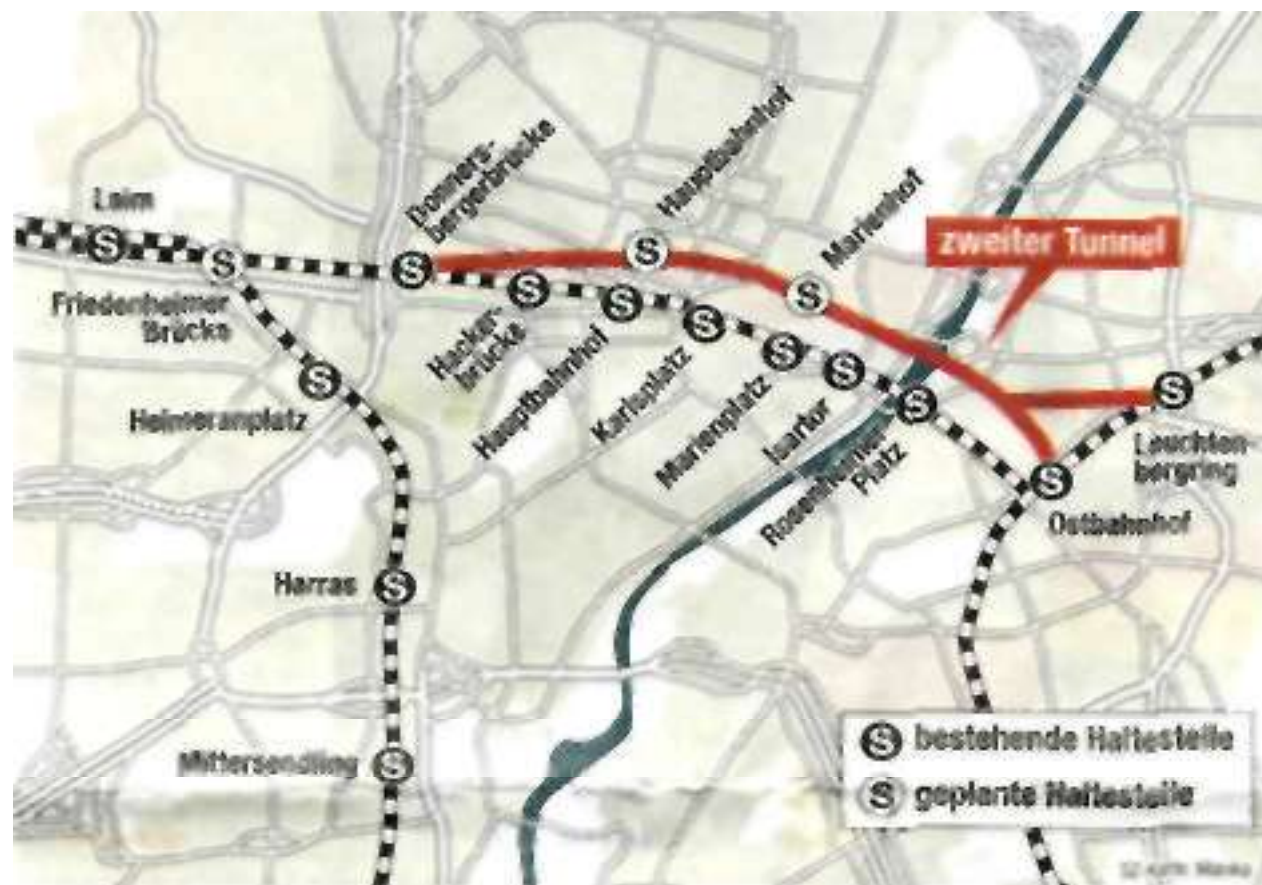 Laim
Donners-
bergerbrücke
Hauptbahnhof
Marienhof
zweiter Tunnel
Friedenheimer
Brücke
Hacker-
brücke
Hauptbahnhof
Karlsplatz
Marienplatz
Isartor
Rosenheimer
Platz
Heimeranplatz
Leuchten-
bergring
Ostbahnhof
Harras
Mittersendling
S bestehende Haltestelle
S geplante Haltestelle